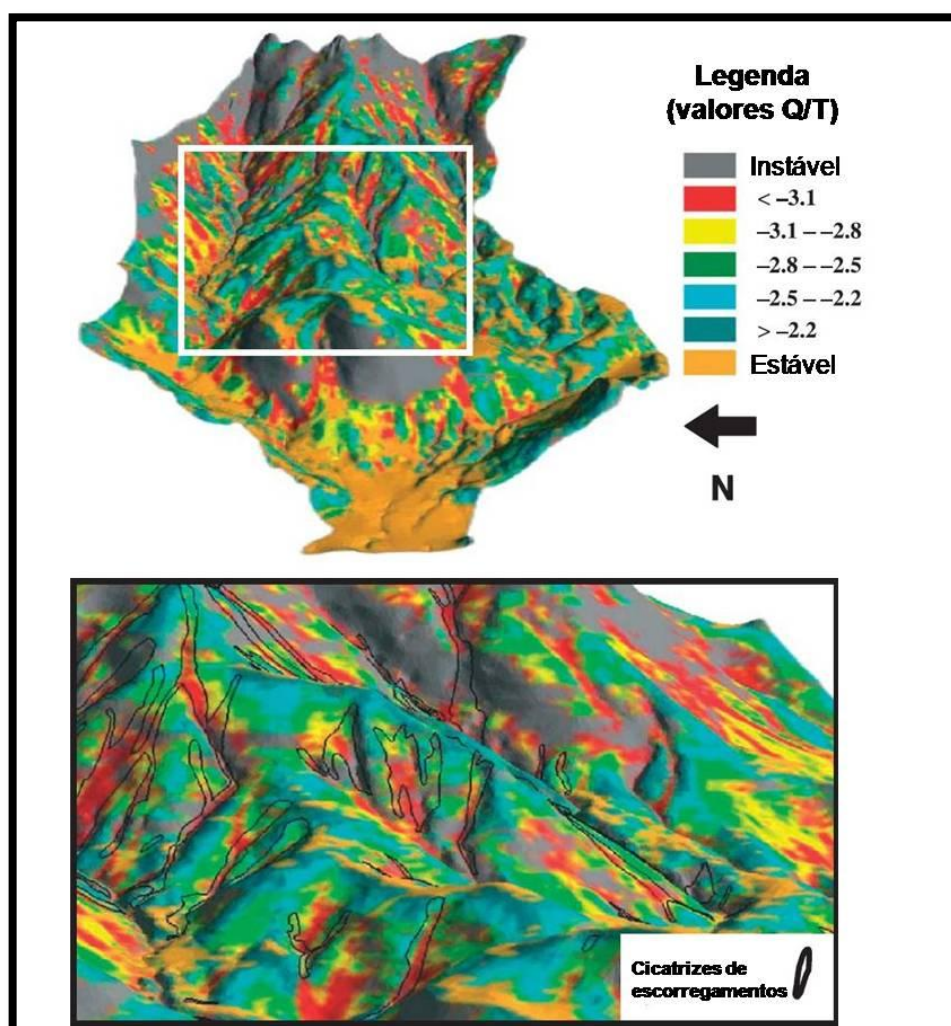 Legenda
(valores Q/T)
Instável
< –3.1
–3.1 – –2.8
–2.8 – –2.5
–2.5 – –2.2
> –2.2
Estável
N
Cicatrizes de
escorregamentos